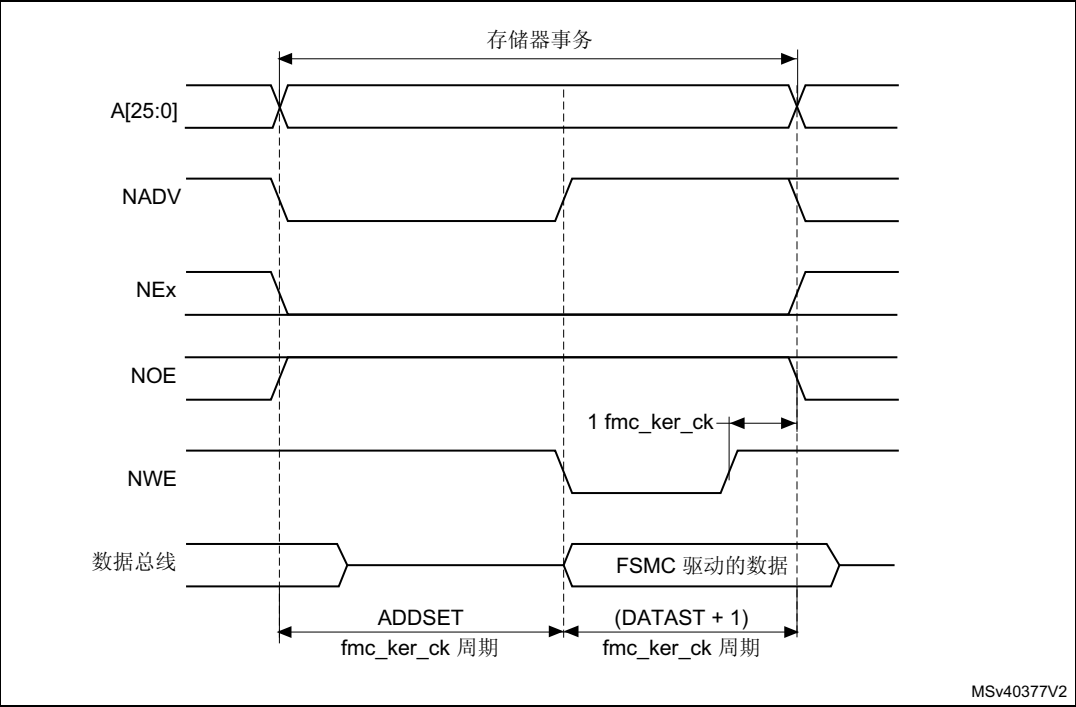 存储器事务
A[25:0]
NADV
NEx
NOE
1 fmc_ker_ck
NWE
数据总线
FSMC 驱动的数据
ADDSET
fmc_ker_ck 周期
(DATAST + 1)
fmc_ker_ck 周期
MSv40377V2